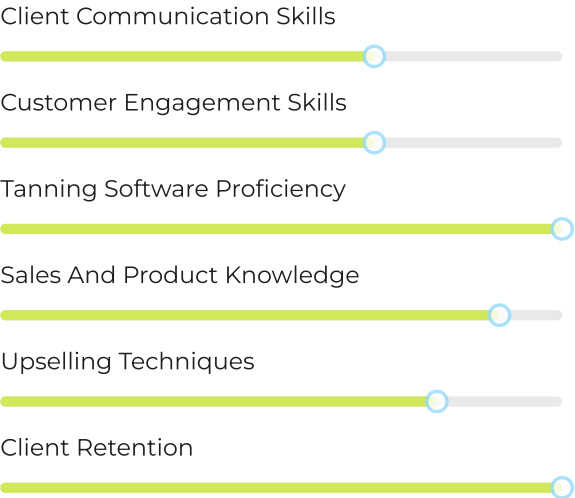 Client Communication Skills
Customer Engagement Skills
Tanning Software Proficiency
Sales And Product Knowledge
Upselling Techniques
Client Retention